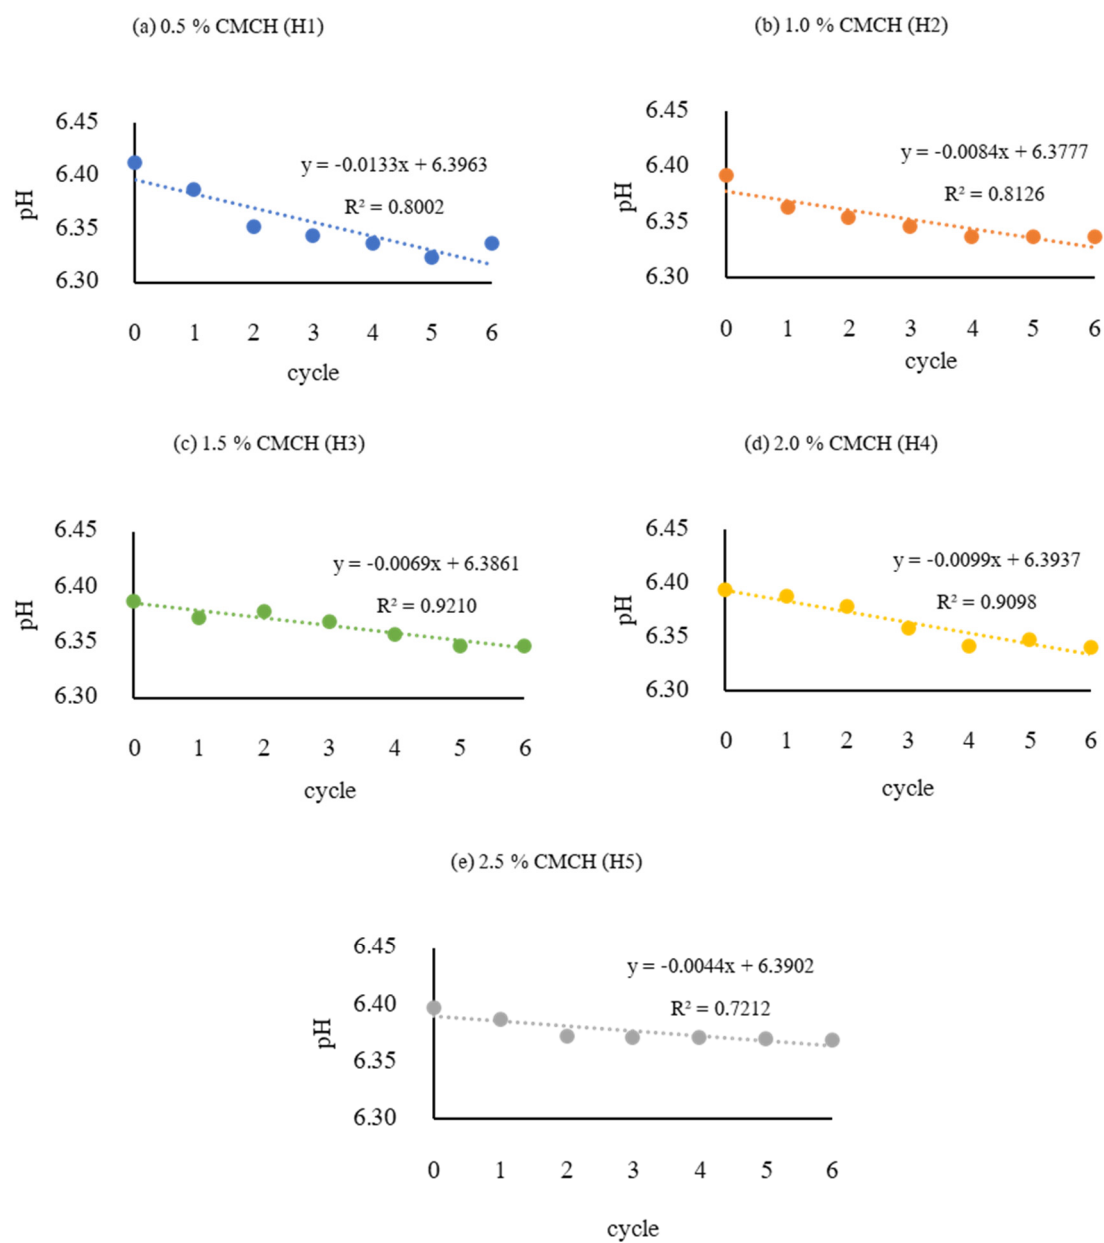 (a) 0.5 % CMCH (H1)
6.45
6.40
6.35
6.30
pH
y = -0.0133x + 6.3963
R² = 0.8002
0 1 2 3 4 5 6
cycle
(b) 1.0 % CMCH (H2)
6.45
6.40
6.35
6.30
pH
y = -0.0084x + 6.3777
R² = 0.8126
0 1 2 3 4 5 6
cycle
(c) 1.5 % CMCH (H3)
6.45
6.40
6.35
6.30
pH
y = -0.0069x + 6.3861
R² = 0.9210
0 1 2 3 4 5 6
cycle
(d) 2.0 % CMCH (H4)
6.45
6.40
6.35
6.30
pH
y = -0.0099x + 6.3937
R² = 0.9098
0 1 2 3 4 5 6
cycle
(e) 2.5 % CMCH (H5)
6.45
6.40
6.35
6.30
pH
y = -0.0044x + 6.3902
R² = 0.7212
0 1 2 3 4 5 6
cycle